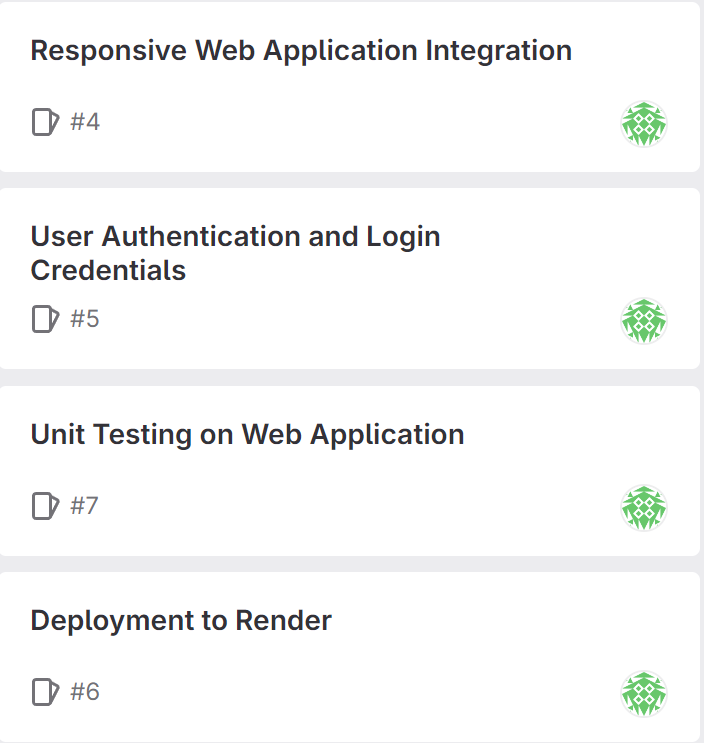 Responsive Web Application Integration
#4
User Authentication and Login
Credentials
#5
Unit Testing on Web Application
#7
Deployment to Render
#6